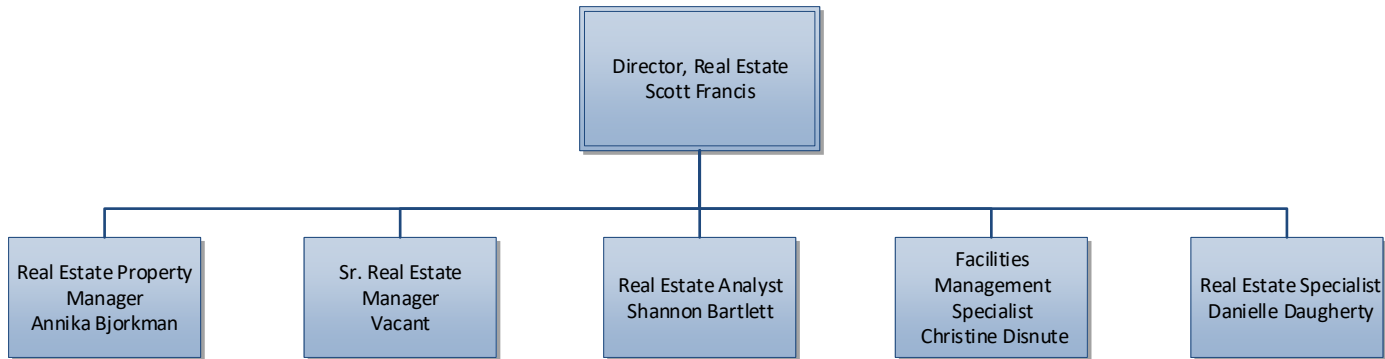 Director, Real Estate
Scott Francis
Real Estate Property
Manager
Annika Bjorkman
Sr. Real Estate
Manager
Vacant
Real Estate Analyst
Shannon Bartlett
Facilities
Management
Specialist
Christine Disnute
Real Estate Specialist
Danielle Daugherty